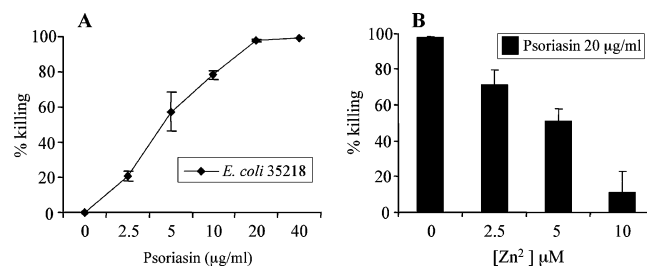 A
100
80
60
40
20
0
% killing
E. coli 35218
0 2.5 5 10 20 40
Psoriasin (µg/ml)
B
Psoriasin 20 µg/ml
100
80
60
40
20
0
% killing
0 2.5 5 10
[Zn²] µM